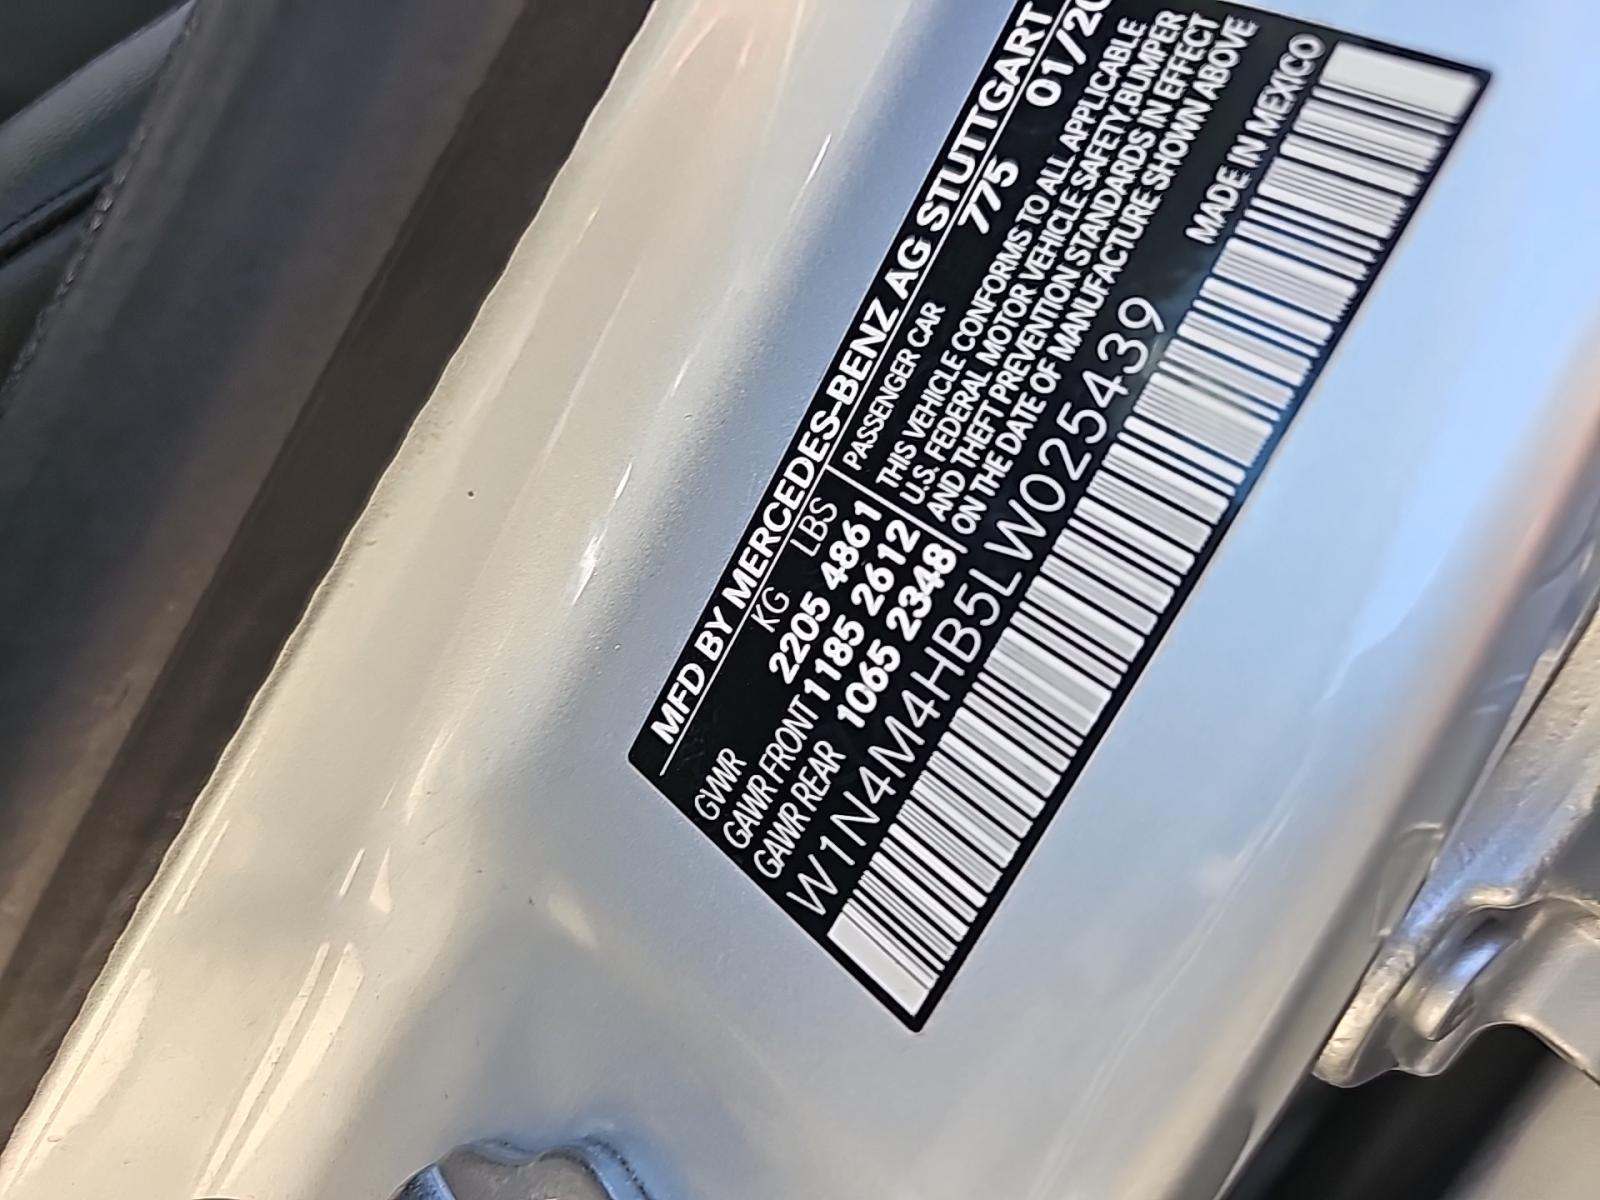 MFD BY MERCEDES-BENZ AG STUTTGART
KG LBS 775 01/20
GVWR 2205 4861 PASSENGER CAR
GAWR FRONT 1185 2612
GAWR REAR 1065 2348
THIS VEHICLE CONFORMS TO ALL APPLICABLE
U.S. FEDERAL MOTOR VEHICLE SAFETY, BUMPER
AND THEFT PREVENTION STANDARDS IN EFFECT
ON THE DATE OF MANUFACTURE SHOWN ABOVE
W1N4M4HB5LW025439 MADE IN MEXICO